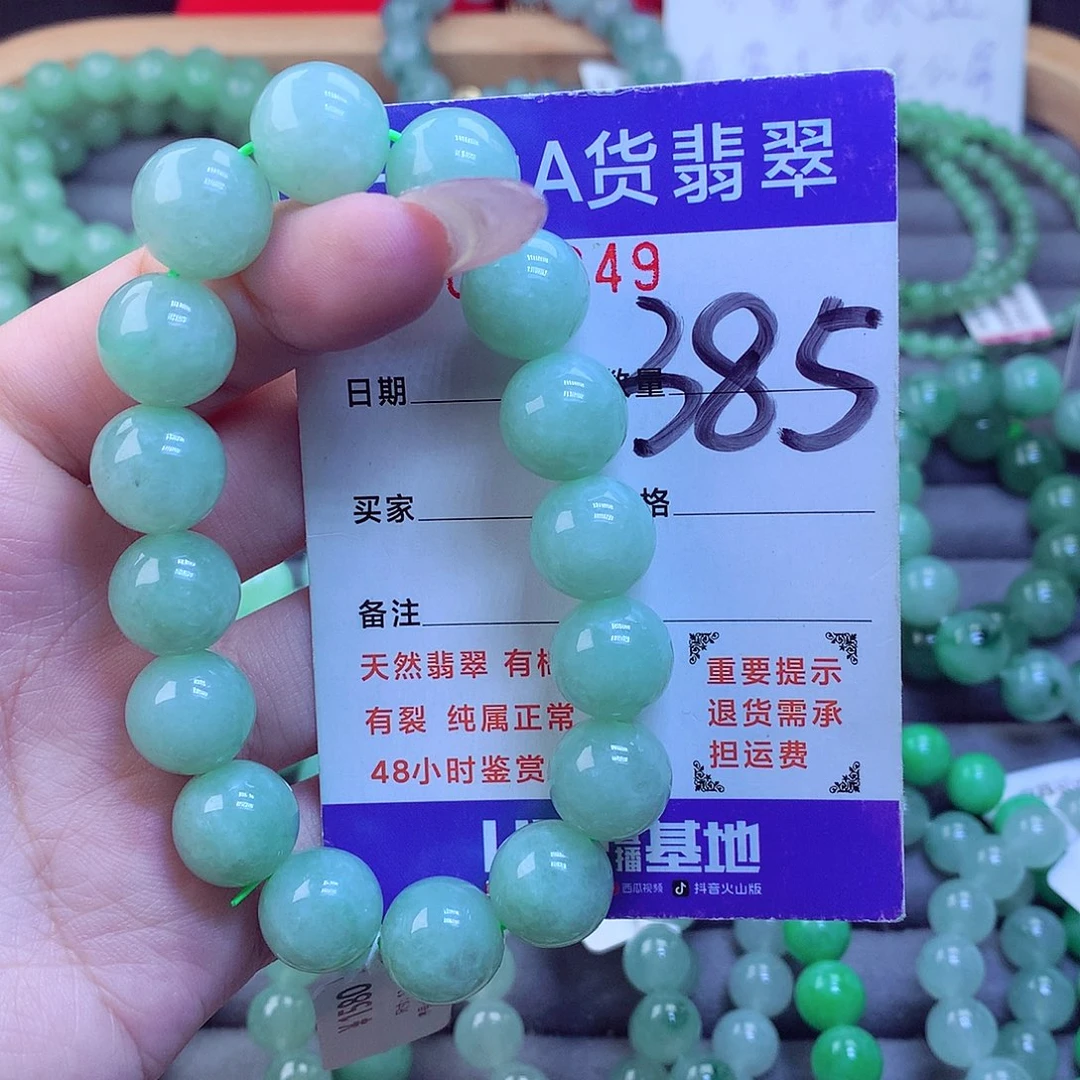 A货翡翠
49
385
日期
数量
买家
格
备注
天然翡翠 有
有裂 纯属正常
48小时鉴赏
重要提示
退货需承
担运费
播基地
西瓜视频 抖音火山版
¥1580